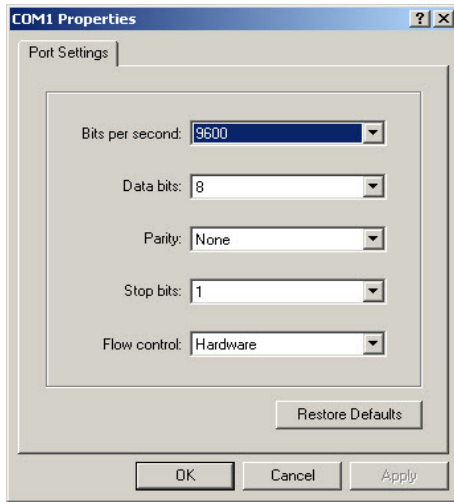 COM1 Properties
Port Settings
Bits per second: 9600
Data bits: 8
Parity: None
Stop bits: 1
Flow control: Hardware
Restore Defaults
OK Cancel Apply